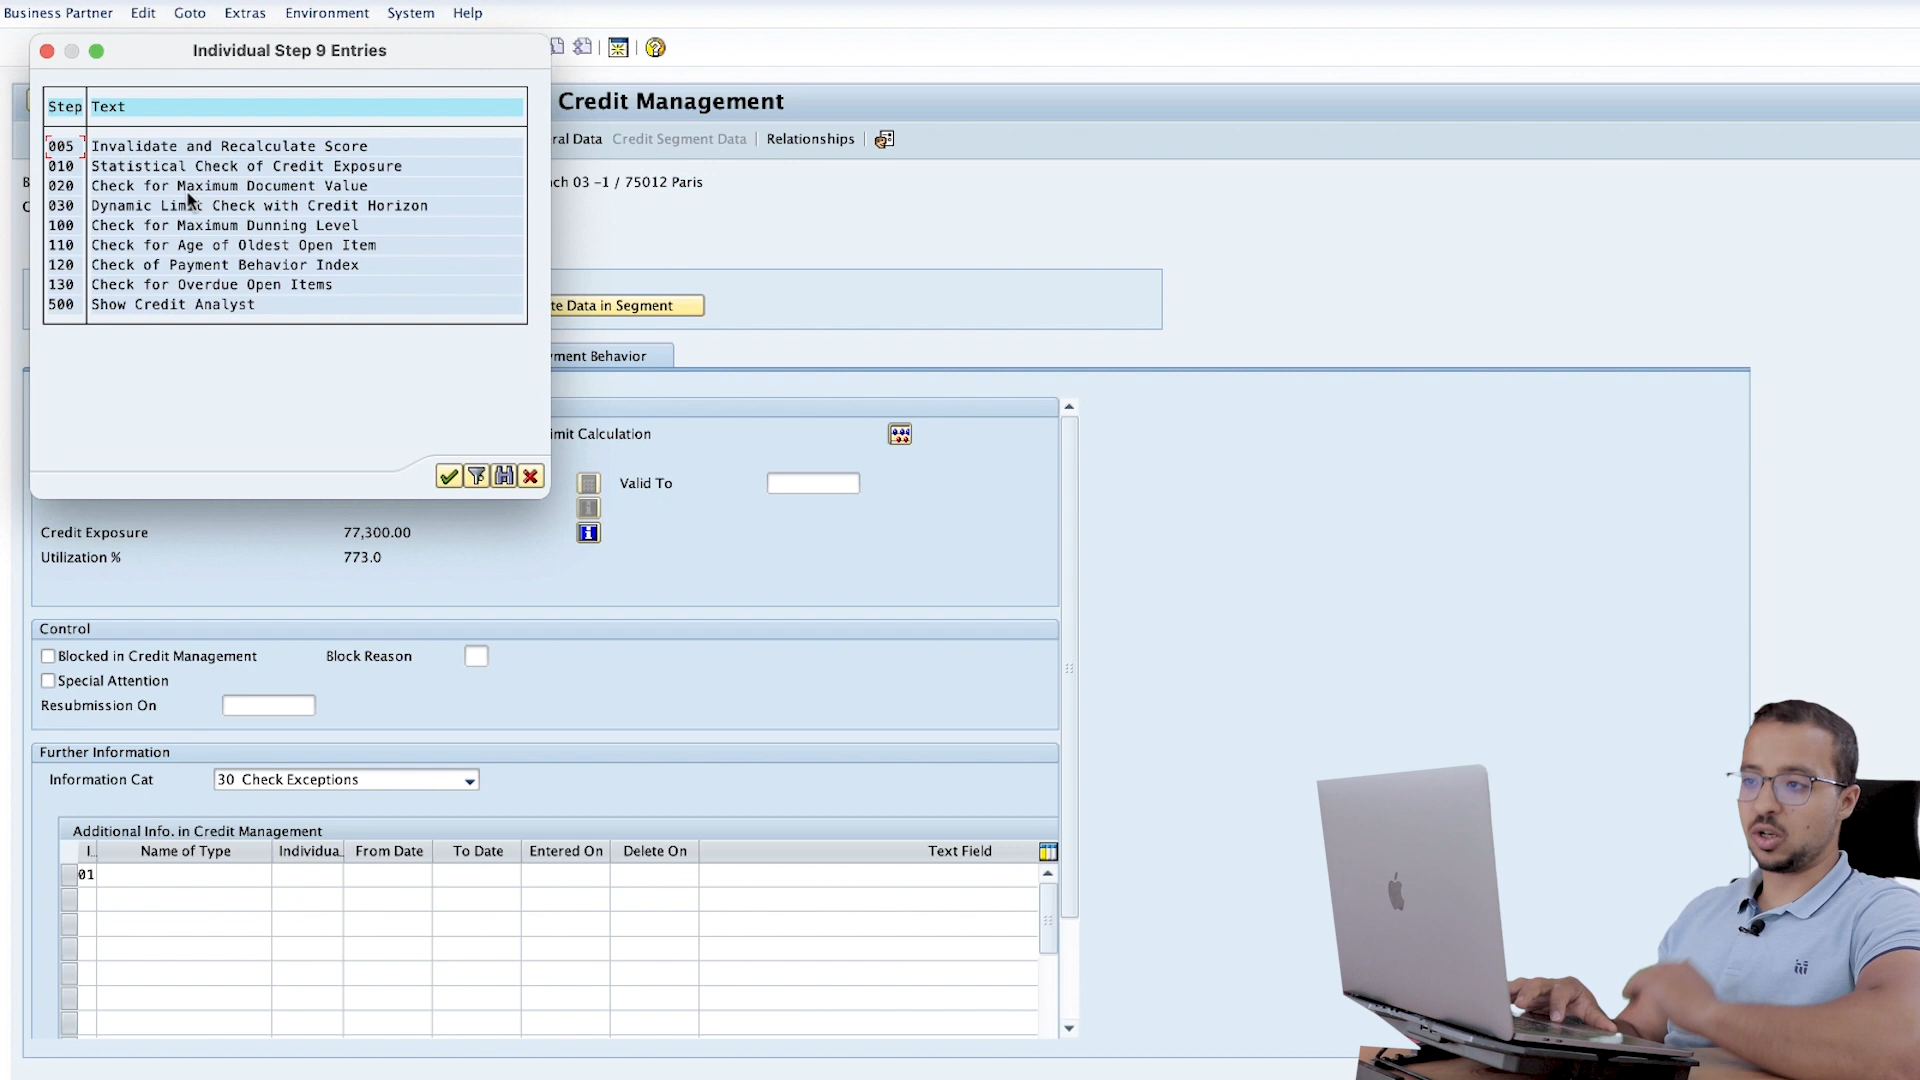 Business Partner Edit Goto Extras Environment System Help
Individual Step 9 Entries
Step Text
005 Invalidate and Recalculate Score
010 Statistical Check of Credit Exposure
020 Check for Maximum Document Value
030 Dynamic Limit Check with Credit Horizon
100 Check for Maximum Dunning Level
110 Check for Age of Oldest Open Item
120 Check of Payment Behavior Index
130 Check for Overdue Open Items
500 Show Credit Analyst
Credit Management
ral Data Credit Segment Data Relationships
ch 03 -1 / 75012 Paris
te Data in Segment
ment Behavior
imit Calculation
Valid To
Credit Exposure 77,300.00
Utilization % 773.0
Control
Blocked in Credit Management Block Reason
Special Attention
Resubmission On
Further Information
Information Cat 30 Check Exceptions
Additional Info. in Credit Management
I.. Name of Type Individua.. From Date To Date Entered On Delete On Text Field
01